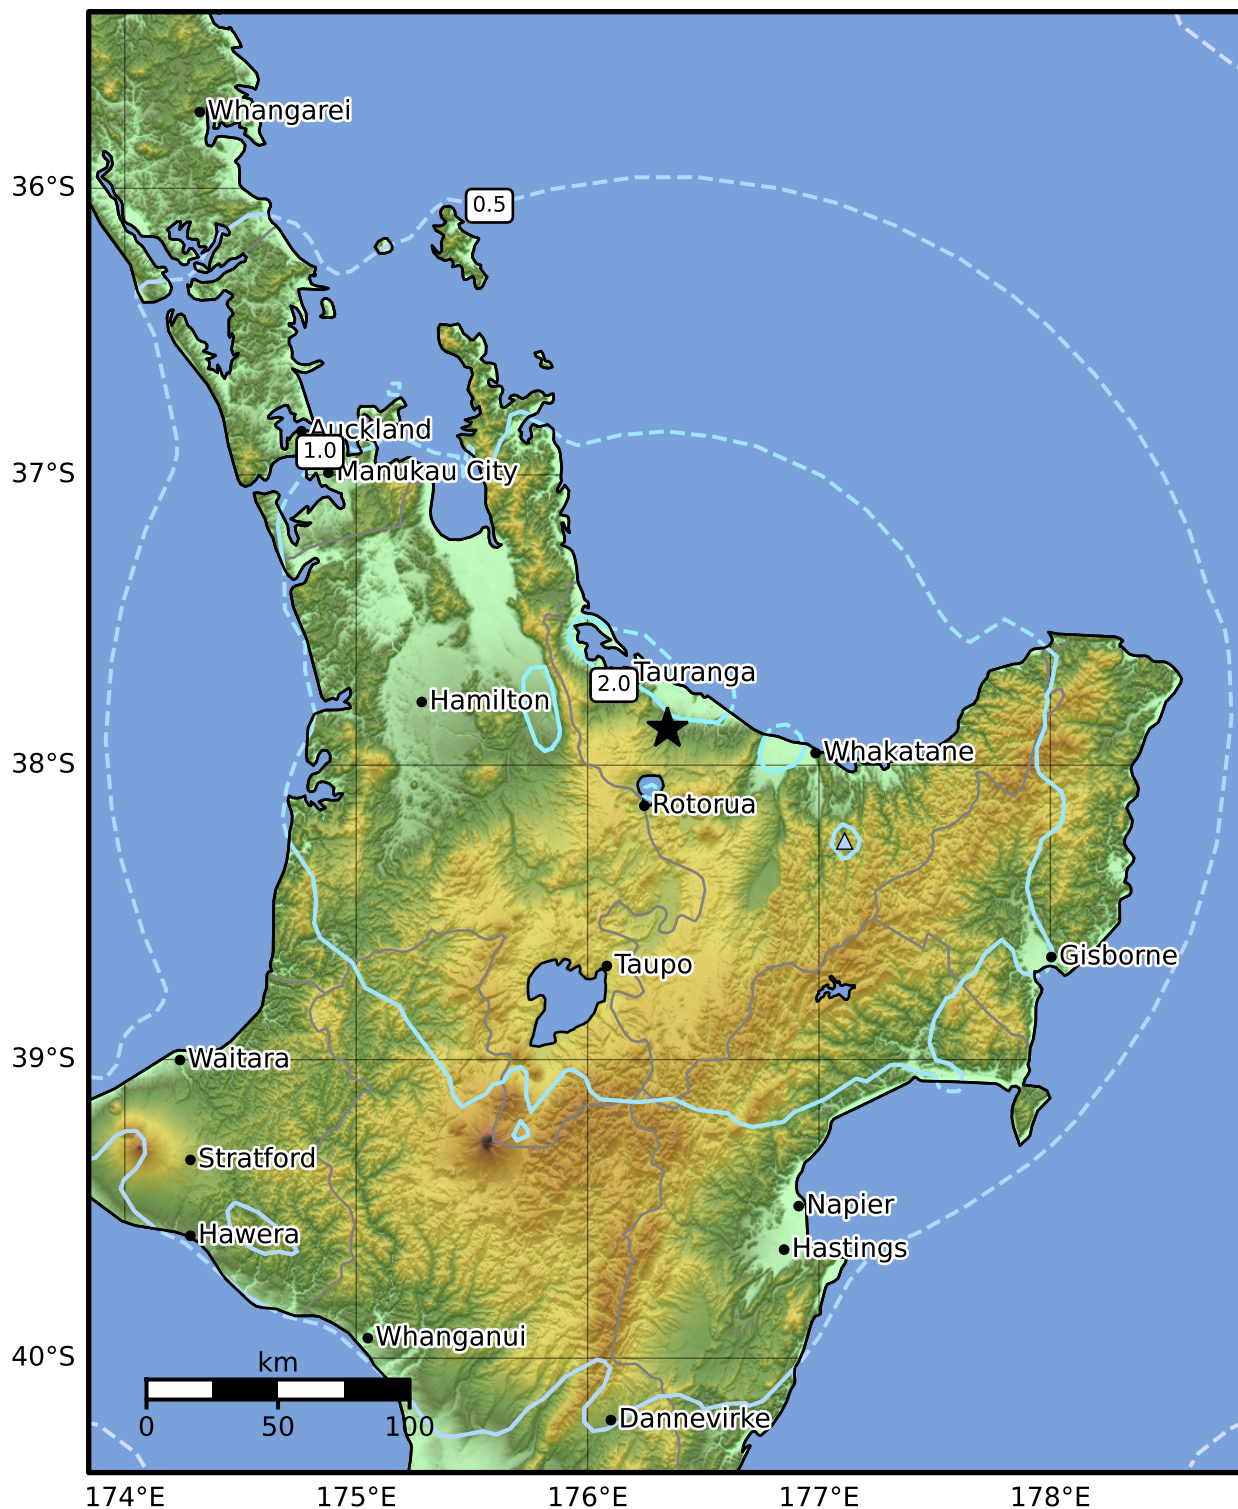 Whangarei
36°S
0.5
Auckland
1.0
37°S
Manukau City
Tauranga
2.0
Hamilton
Whakatane
38°S
Rotorua
Gisborne
Taupo
39°S
Waitara
Stratford
Napier
Hawera
Hastings
Whanganui
40°S
km
0 50 100
Dannevirke
174°E 175°E 176°E 177°E 178°E